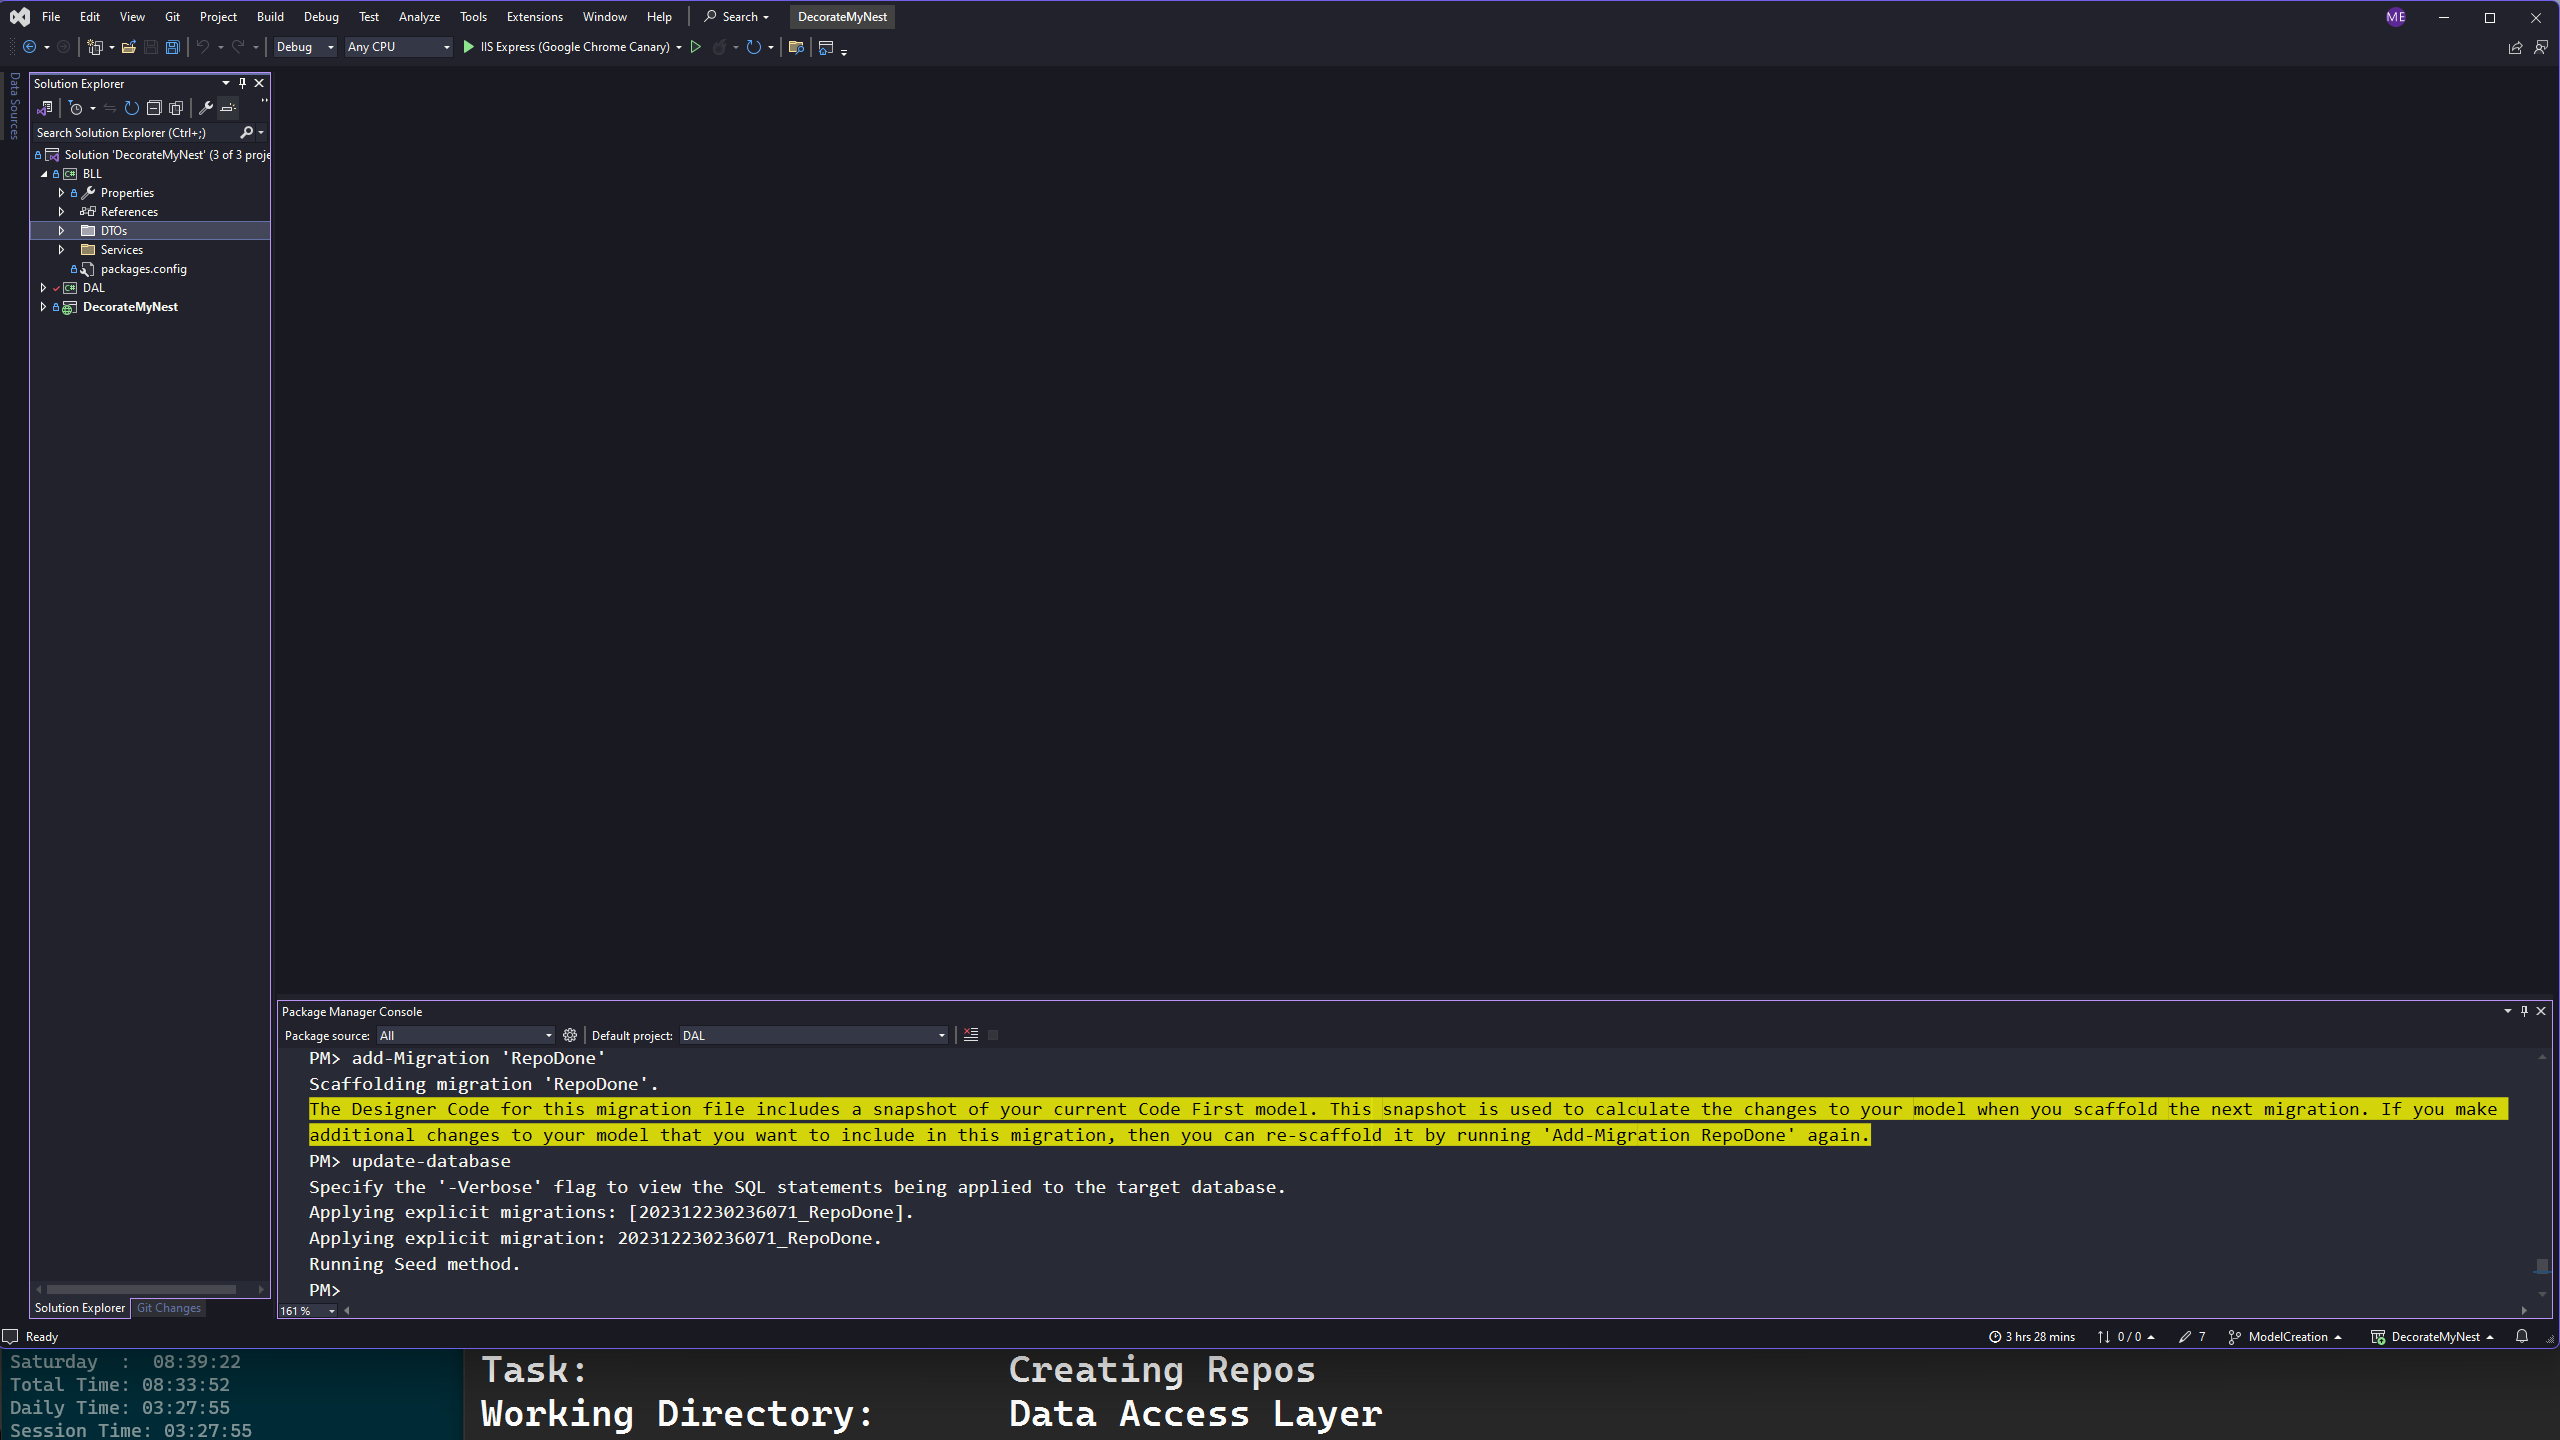 File Edit View Git Project Build Debug Test Analyze Tools Extensions Window Help Search DecorateMyNest ME
Debug Any CPU IIS Express (Google Chrome Canary)
Data Sources
Solution Explorer
Search Solution Explorer (Ctrl+;)
Solution 'DecorateMyNest' (3 of 3 proje
BLL
Properties
References
DTOs
Services
packages.config
DAL
DecorateMyNest
Solution Explorer Git Changes
Package Manager Console
Package source: All Default project: DAL
PM> add-Migration 'RepoDone'
Scaffolding migration 'RepoDone'.
The Designer Code for this migration file includes a snapshot of your current Code First model. This snapshot is used to calculate the changes to your model when you scaffold the next migration. If you make
additional changes to your model that you want to include in this migration, then you can re-scaffold it by running 'Add-Migration RepoDone' again.
PM> update-database
Specify the '-Verbose' flag to view the SQL statements being applied to the target database.
Applying explicit migrations: [202312230236071_RepoDone].
Applying explicit migration: 202312230236071_RepoDone.
Running Seed method.
PM>
161 %
Ready 3 hrs 28 mins 0 / 0 7 ModelCreation DecorateMyNest
Saturday : 08:39:22
Total Time: 08:33:52
Daily Time: 03:27:55
Session Time: 03:27:55
Task: Creating Repos
Working Directory: Data Access Layer